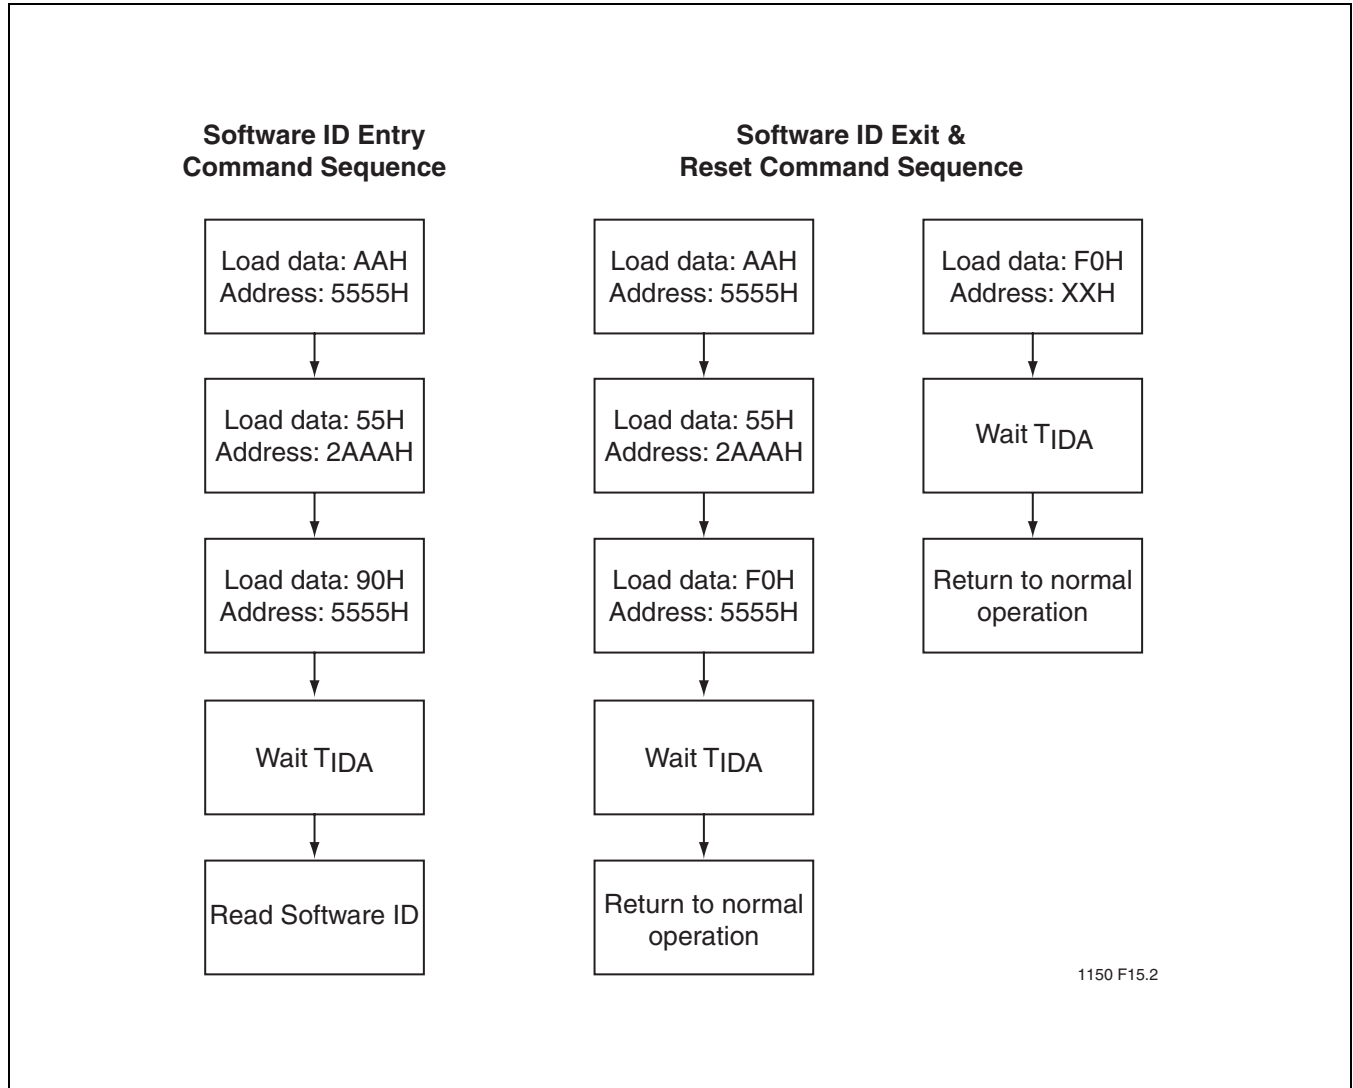 Software ID Entry
Command Sequence
Load data: AAH
Address: 5555H
Load data: 55H
Address: 2AAAH
Load data: 90H
Address: 5555H
Wait TIDA
Read Software ID
Software ID Exit &
Reset Command Sequence
Load data: AAH
Address: 5555H
Load data: 55H
Address: 2AAAH
Load data: F0H
Address: 5555H
Wait TIDA
Return to normal
operation
Load data: F0H
Address: XXH
Wait TIDA
Return to normal
operation
1150 F15.2